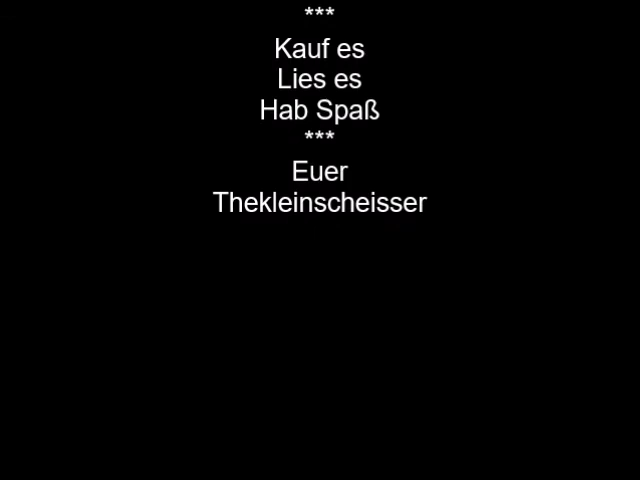 ***
Kauf es
Lies es
Hab Spaß
***
Euer
Thekleinscheisser